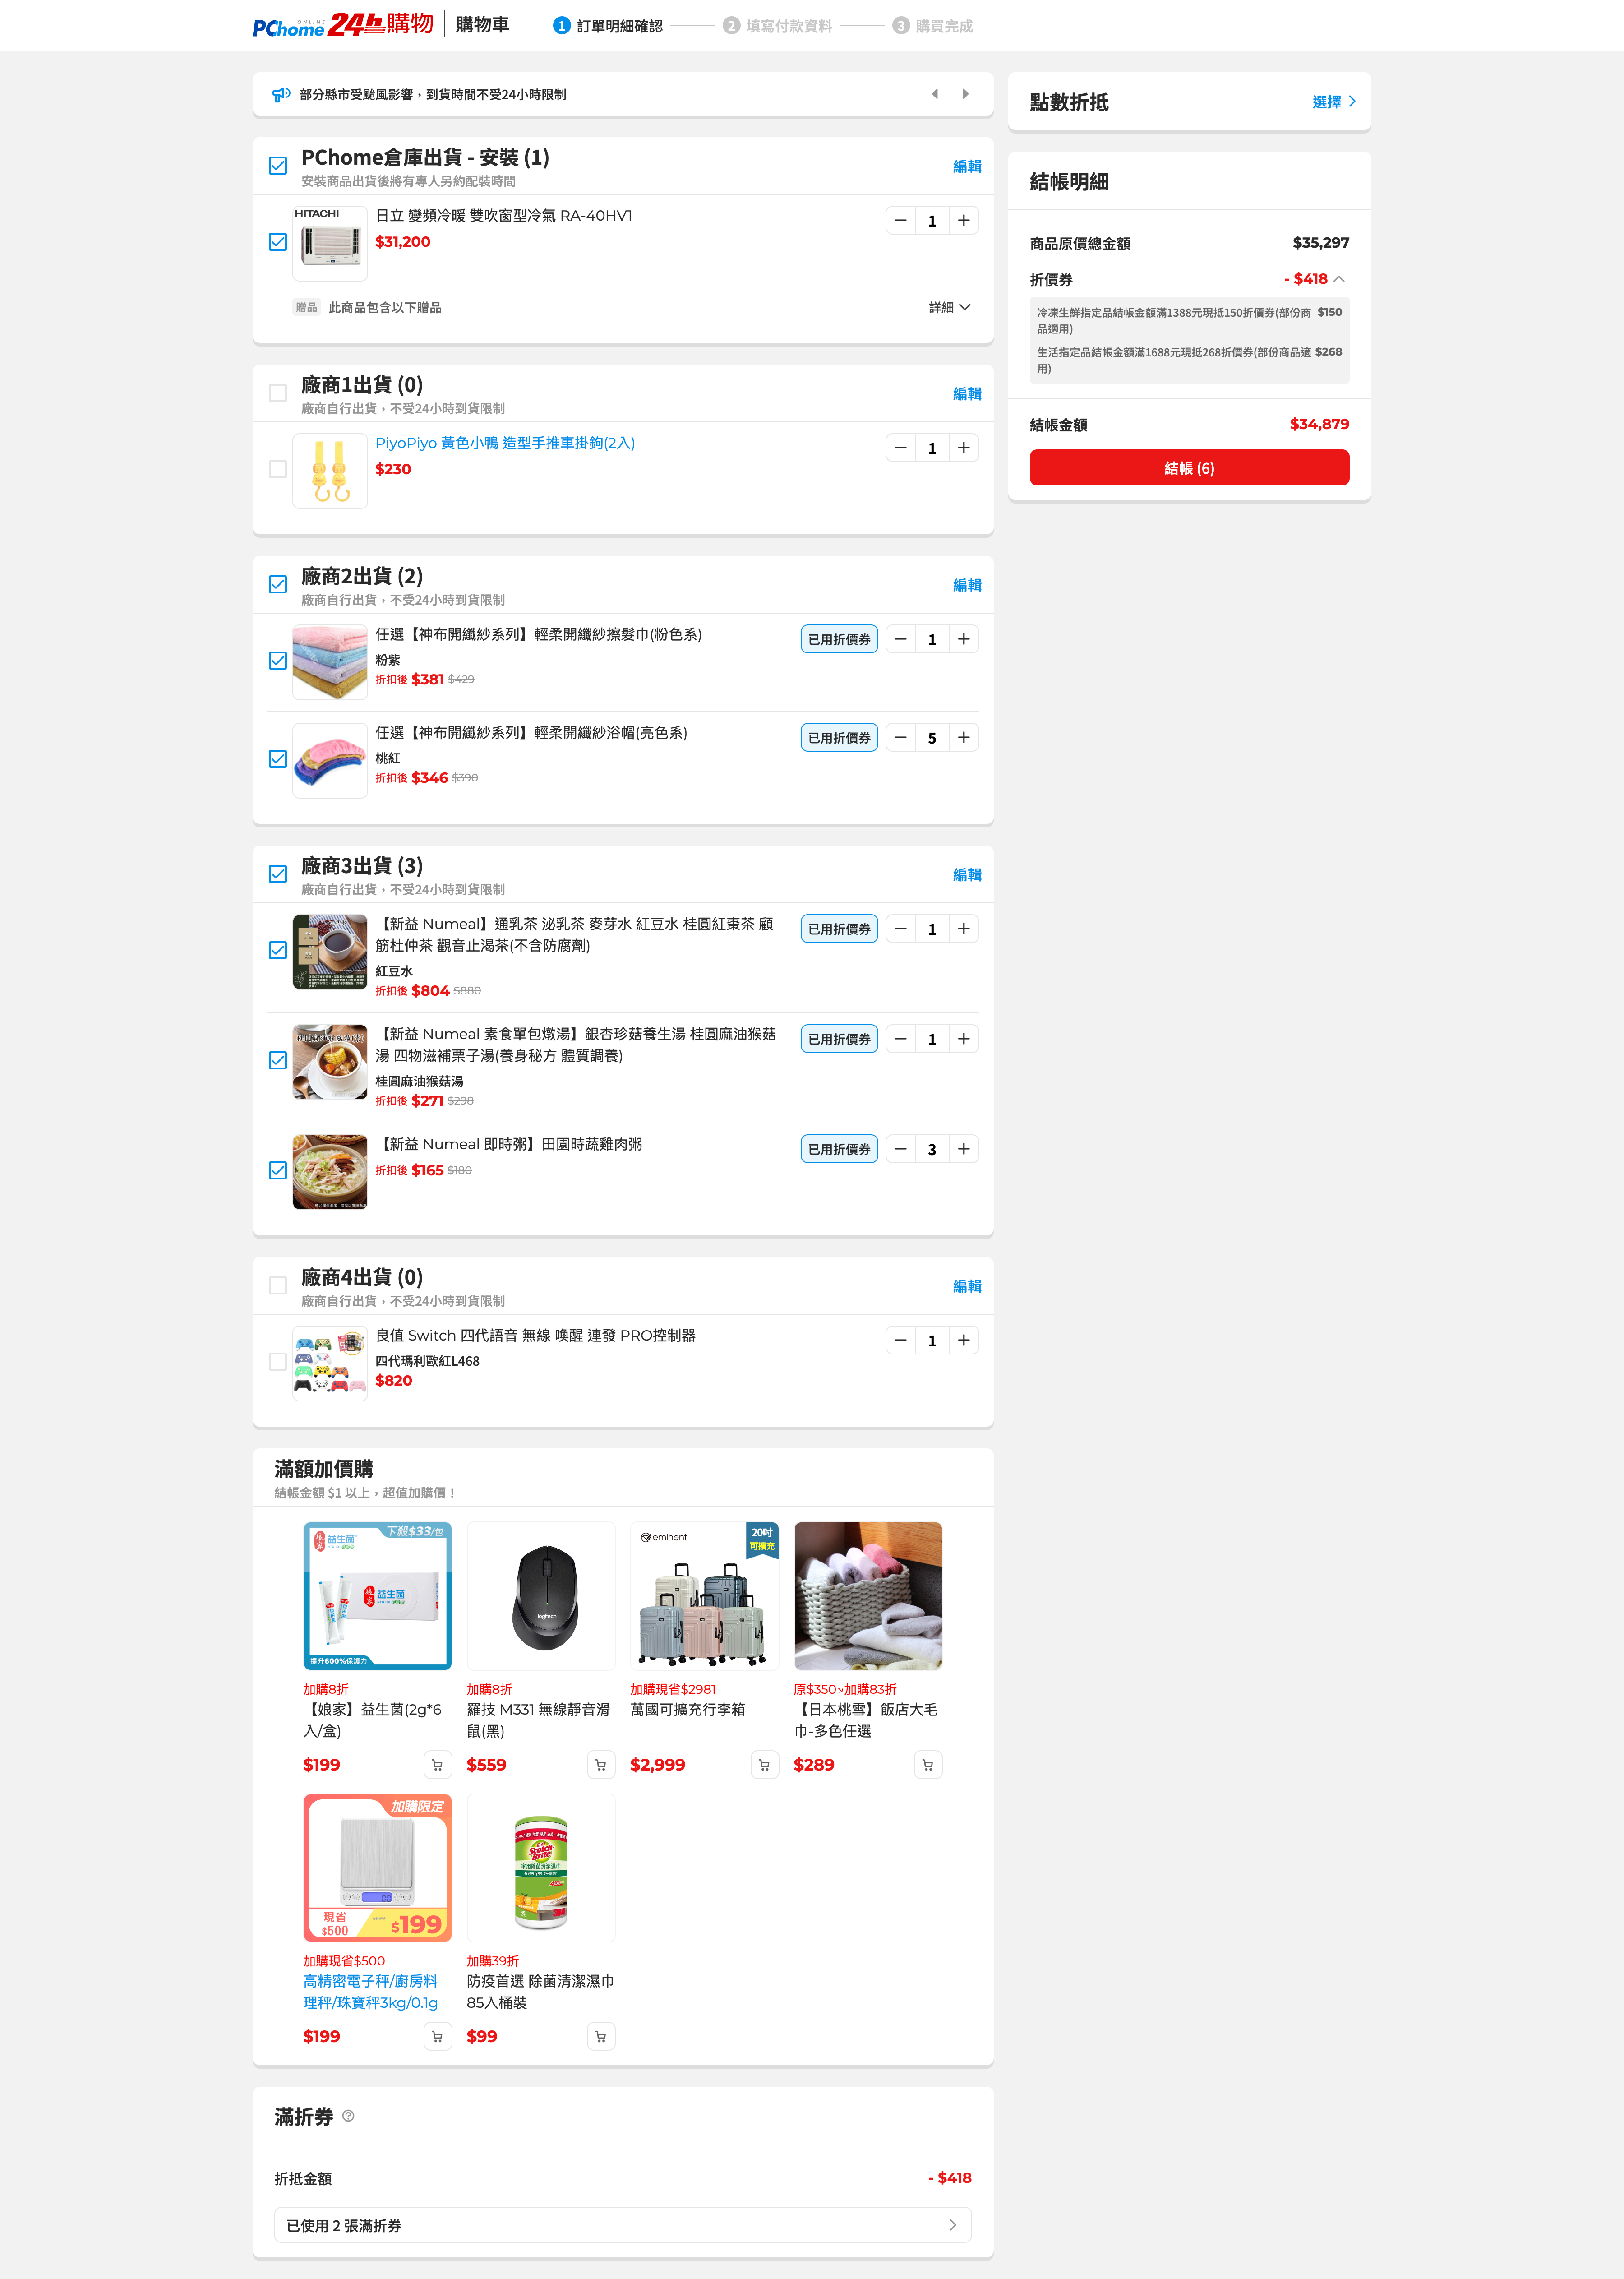 PChome ONLINE 24h購物 購物車
1 訂單明細確認 2 填寫付款資料 3 購買完成
部分縣市受颱風影響，到貨時間不受24小時限制
PChome倉庫出貨 - 安裝 (1)
安裝商品出貨後將有專人另約配裝時間
編輯
HITACHI
日立 變頻冷暖 雙吹窗型冷氣 RA-40HV1
$31,200
1
贈品 此商品包含以下贈品
詳細
廠商1出貨 (0)
廠商自行出貨，不受24小時到貨限制
編輯
PiyoPiyo 黃色小鴨 造型手推車掛鉤(2入)
$230
1
廠商2出貨 (2)
廠商自行出貨，不受24小時到貨限制
編輯
任選【神布開纖紗系列】輕柔開纖紗擦髮巾(粉色系)
粉紫
折扣後 $381 $429
已用折價券
1
任選【神布開纖紗系列】輕柔開纖紗浴帽(亮色系)
桃紅
折扣後 $346 $390
已用折價券
5
廠商3出貨 (3)
廠商自行出貨，不受24小時到貨限制
編輯
【新益 Numeal】通乳茶 泌乳茶 麥芽水 紅豆水 桂圓紅棗茶 顧
筋杜仲茶 觀音止渴茶(不含防腐劑)
紅豆水
折扣後 $804 $880
已用折價券
1
【新益 Numeal 素食單包燉湯】銀杏珍菇養生湯 桂圓麻油猴菇
湯 四物滋補栗子湯(養身秘方 體質調養)
桂圓麻油猴菇湯
折扣後 $271 $298
已用折價券
1
【新益 Numeal 即時粥】田園時蔬雞肉粥
折扣後 $165 $180
已用折價券
3
廠商4出貨 (0)
廠商自行出貨，不受24小時到貨限制
編輯
良值 Switch 四代語音 無線 喚醒 連發 PRO控制器
四代瑪利歐紅L468
$820
1
滿額加價購
結帳金額 $1 以上，超值加購價！
下殺$33/包
娘家 益生菌
益生菌
提升600%保護力
加購8折
【娘家】益生菌(2g*6
入/盒)
$199
logitech
加購8折
羅技 M331 無線靜音滑
鼠(黑)
$559
eminent
20吋
可擴充
加購現省$2981
萬國可擴充行李箱
$2,999
原$350↘加購83折
【日本桃雪】飯店大毛
巾-多色任選
$289
加購限定
0.0
現省
$500
$199
加購現省$500
高精密電子秤/廚房料
理秤/珠寶秤3kg/0.1g
$199
Scotch
Brite
家用除菌清潔濕巾
3M
加購39折
防疫首選 除菌清潔濕巾
85入桶裝
$99
滿折券
折抵金額
- $418
已使用 2 張滿折券
點數折抵
選擇
結帳明細
商品原價總金額 $35,297
折價券 - $418
冷凍生鮮指定品結帳金額滿1388元現抵150折價券(部份商 $150
品適用)
生活指定品結帳金額滿1688元現抵268折價券(部份商品適 $268
用)
結帳金額 $34,879
結帳 (6)